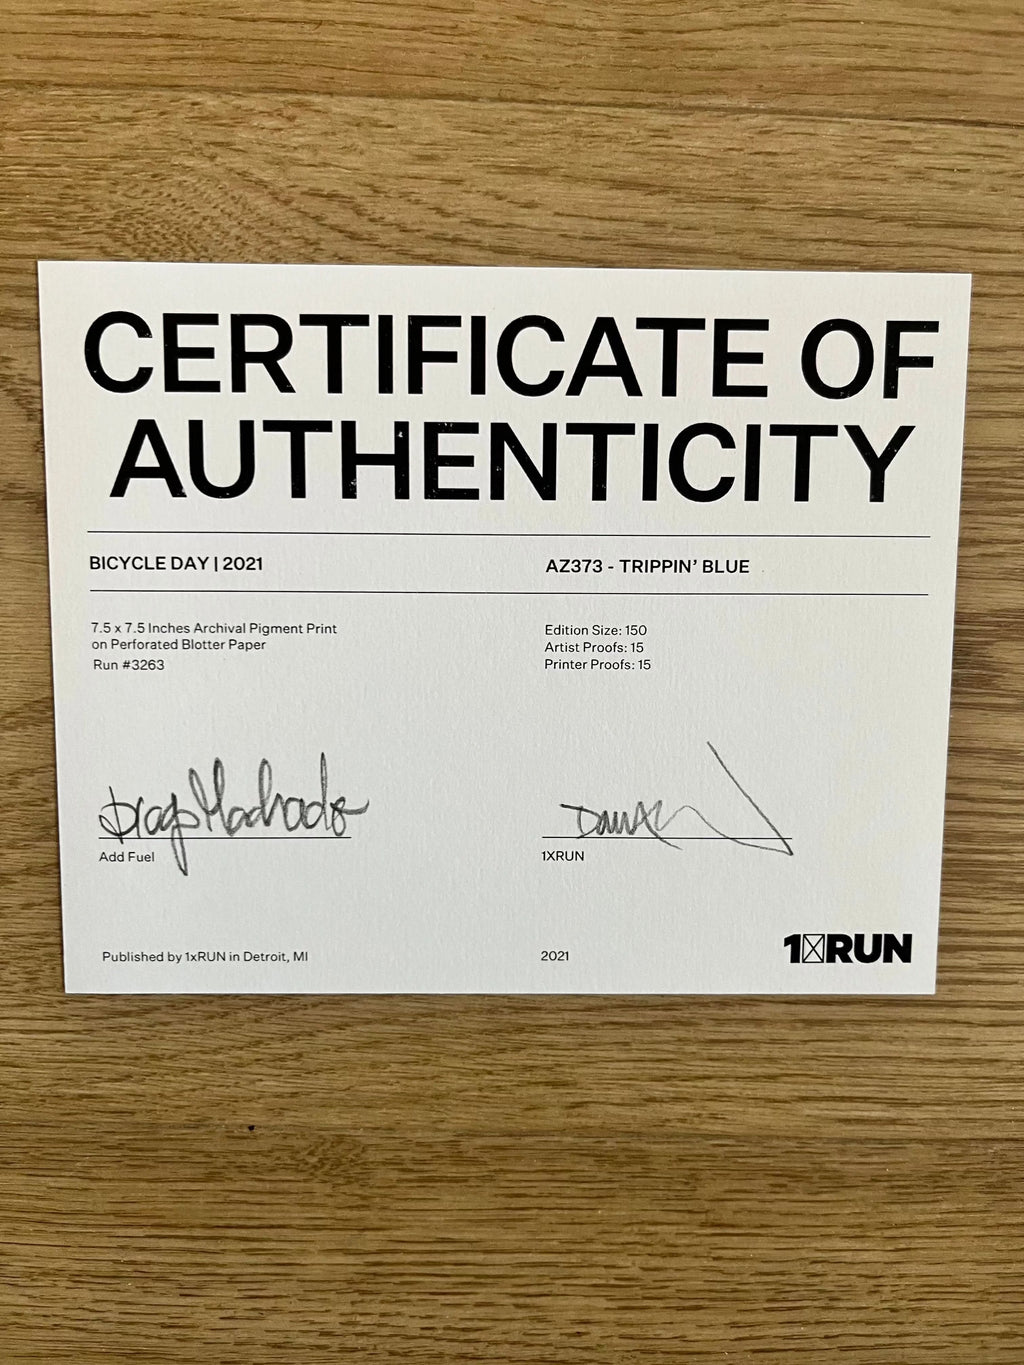 CERTIFICATE OF
AUTHENTICITY
BICYCLE DAY | 2021
AZ373 - TRIPPIN' BLUE
7.5 x 7.5 Inches Archival Pigment Print
on Perforated Blotter Paper
Run #3263
Edition Size: 150
Artist Proofs: 15
Printer Proofs: 15
Diogo Machado
Add Fuel
1XRUN
Published by 1xRUN in Detroit, MI
2021
1XRUN